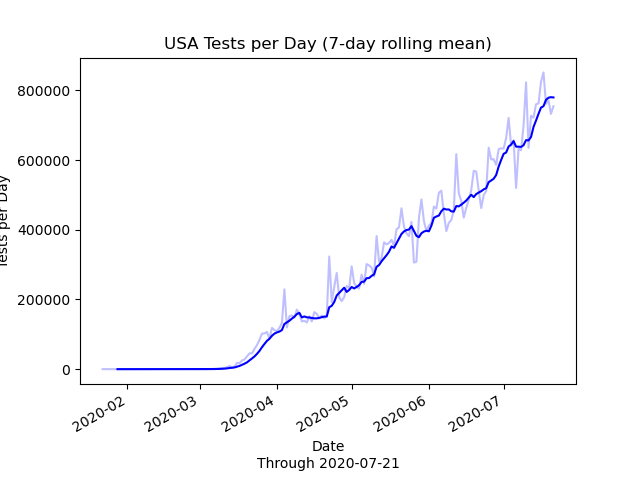 USA Tests per Day (7-day rolling mean)
Tests per Day
800000
600000
400000
200000
0
2020-02
2020-03
2020-04
2020-05
2020-06
2020-07
Date
Through 2020-07-21